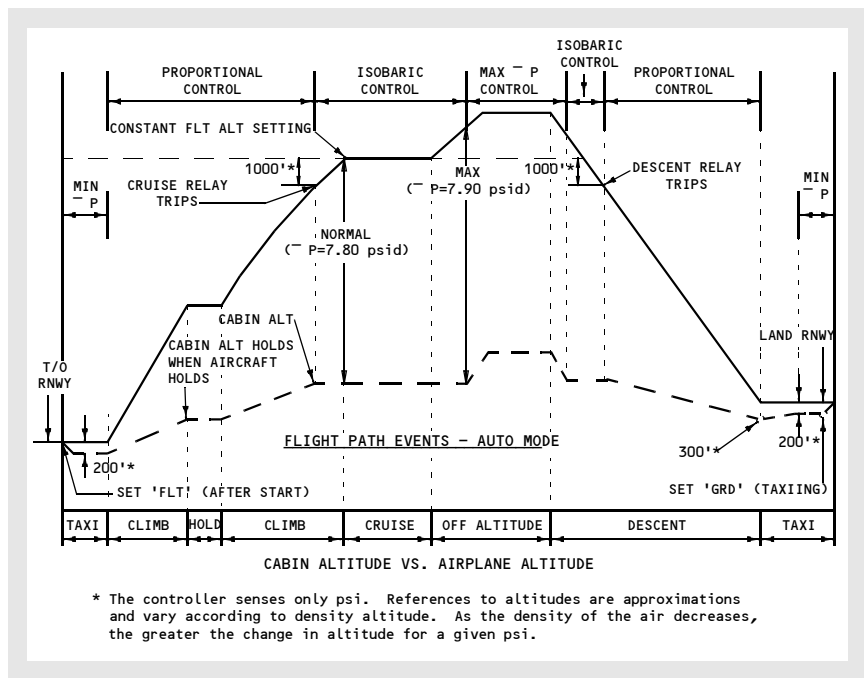 ISOBARIC
CONTROL
PROPORTIONAL
CONTROL
ISOBARIC
CONTROL
MAX ¯ P
CONTROL
PROPORTIONAL
CONTROL
CONSTANT FLT ALT SETTING
1000'*
1000'*
MAX
(¯ P=7.90 psid)
DESCENT RELAY
TRIPS
MIN
¯ P
CRUISE RELAY
TRIPS
MIN
¯ P
NORMAL
(¯ P=7.80 psid)
CABIN ALT
LAND RNWY
CABIN ALT HOLDS
WHEN AIRCRAFT
HOLDS
T/O
RNWY
FLIGHT PATH EVENTS – AUTO MODE
200'*
300'*
200'*
SET 'FLT' (AFTER START)
SET 'GRD' (TAXIING)
TAXI CLIMB HOLD CLIMB CRUISE OFF ALTITUDE DESCENT TAXI
CABIN ALTITUDE VS. AIRPLANE ALTITUDE
* The controller senses only psi. References to altitudes are approximations
and vary according to density altitude. As the density of the air decreases,
the greater the change in altitude for a given psi.